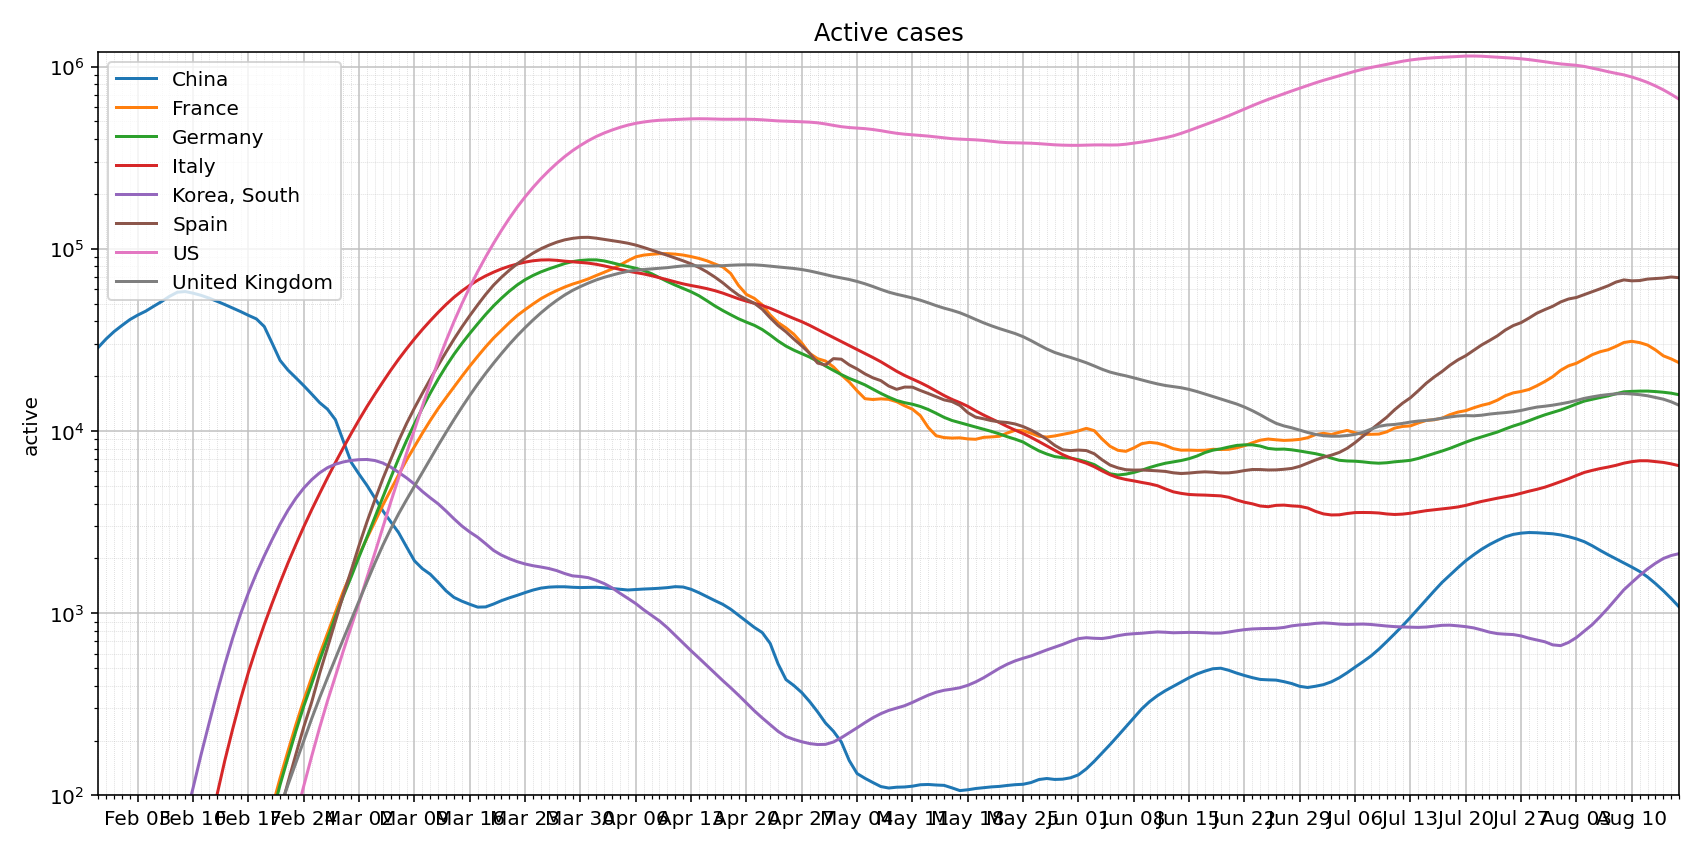 Active cases
10^6
10^5
10^4
10^3
10^2
active
China
France
Germany
Italy
Korea, South
Spain
US
United Kingdom
Feb 03 Feb 10 Feb 17 Feb 24 Mar 02 Mar 09 Mar 16 Mar 23 Mar 30 Apr 06 Apr 13 Apr 20 Apr 27 May 04 May 11 May 18 May 25 Jun 01 Jun 08 Jun 15 Jun 22 Jun 29 Jul 06 Jul 13 Jul 20 Jul 27 Aug 03 Aug 10